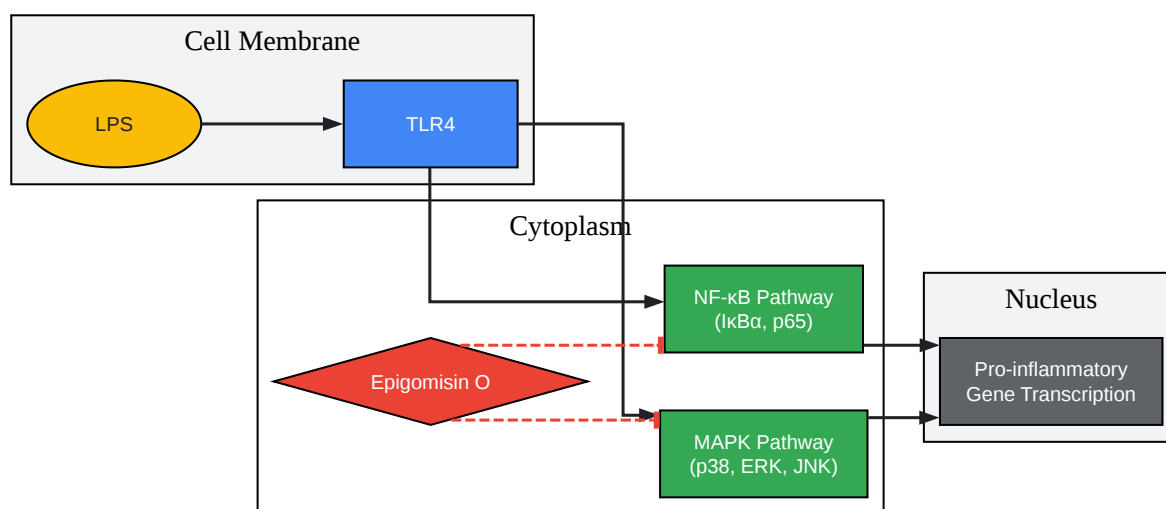 Cell Membrane
LPS
TLR4
Cytoplasm
NF-κB Pathway
(IκBα, p65)
Nucleus
Epigomisin O
Pro-inflammatory
Gene Transcription
MAPK Pathway
(p38, ERK, JNK)